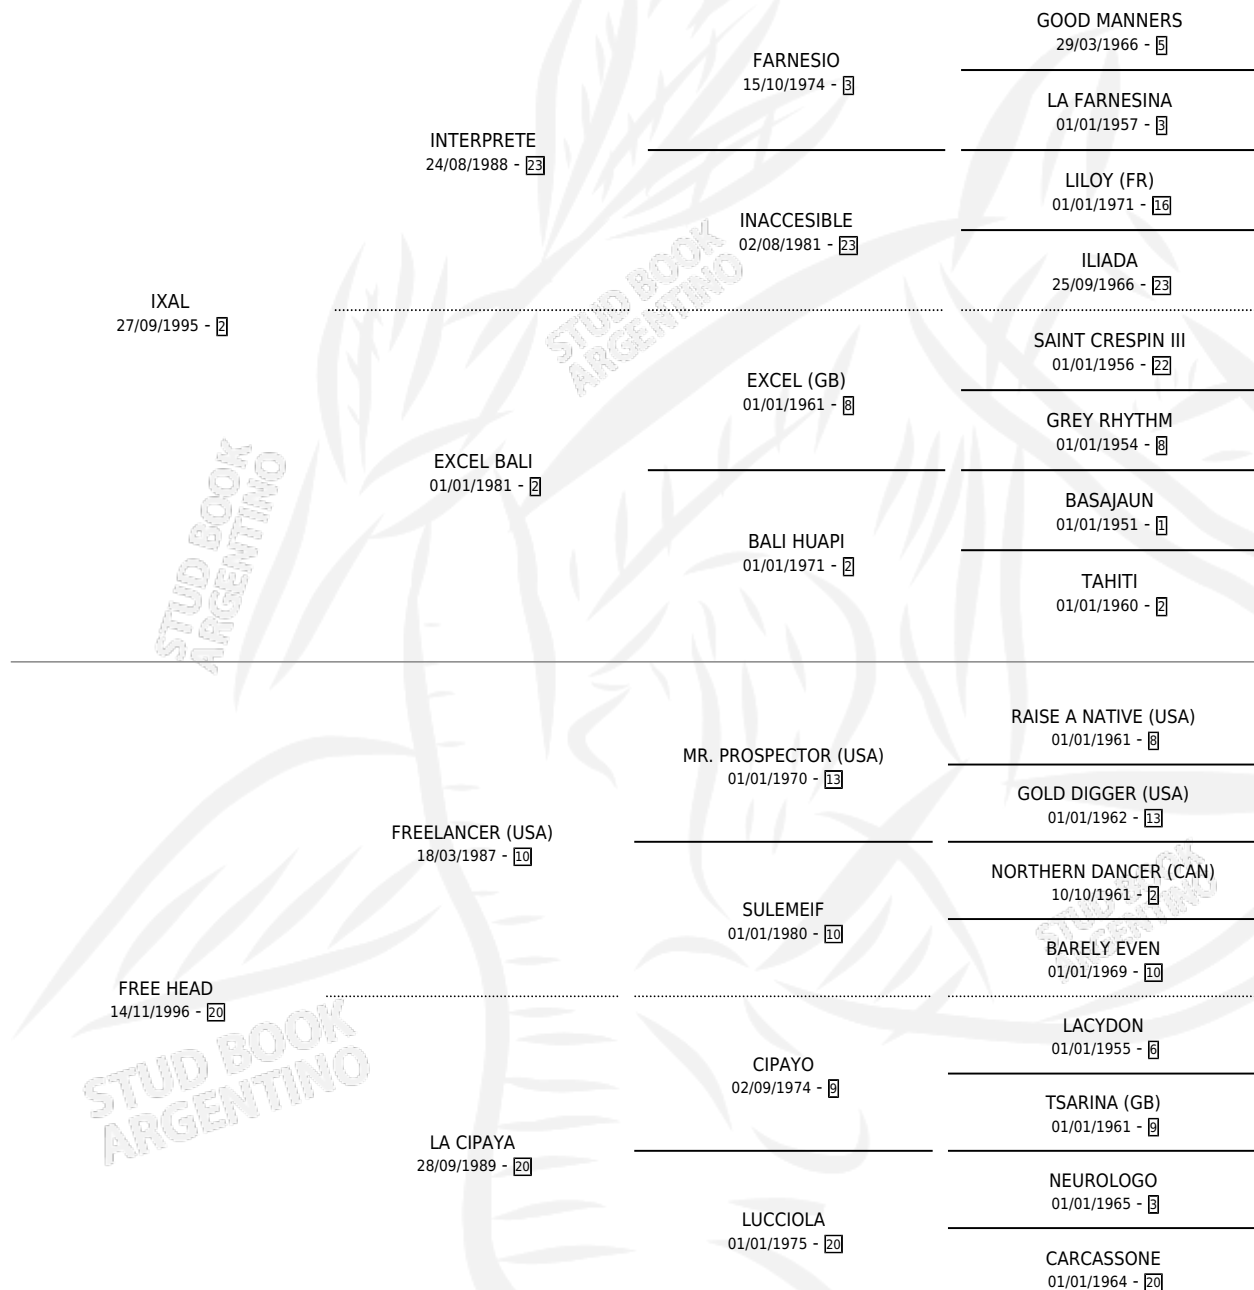 GOOD MANNERS
29/03/1966 - 5
FARNESIO
15/10/1974 - 3
LA FARNESINA
01/01/1957 - 3
INTERPRETE
24/08/1988 - 23
LILOY (FR)
01/01/1971 - 16
INACCESIBLE
02/08/1981 - 23
ILIADA
25/09/1966 - 23
IXAL
27/09/1995 - 2
STUD BOOK
ARGENTINO
SAINT CRESPIN III
01/01/1956 - 22
EXCEL (GB)
01/01/1961 - 8
GREY RHYTHM
01/01/1954 - 8
EXCEL BALI
01/01/1981 - 2
BASAJAUN
01/01/1951 - 1
BALI HUAPI
01/01/1971 - 2
TAHITI
01/01/1960 - 2
STUD BOOK
ARGENTINO
RAISE A NATIVE (USA)
01/01/1961 - 8
MR. PROSPECTOR (USA)
01/01/1970 - 13
GOLD DIGGER (USA)
01/01/1962 - 13
FREELANCER (USA)
18/03/1987 - 10
NORTHERN DANCER (CAN)
10/10/1961 - 2
SULEMEIF
01/01/1980 - 10
STUD BOOK
ARGENTINO
BARELY EVEN
01/01/1969 - 10
FREE HEAD
14/11/1996 - 20
STUD BOOK
ARGENTINO
LACYDON
01/01/1955 - 6
CIPAYO
02/09/1974 - 9
TSARINA (GB)
01/01/1961 - 9
LA CIPAYA
28/09/1989 - 20
NEUROLOGO
01/01/1965 - 3
LUCCIOLA
01/01/1975 - 20
CARCASSONE
01/01/1964 - 20